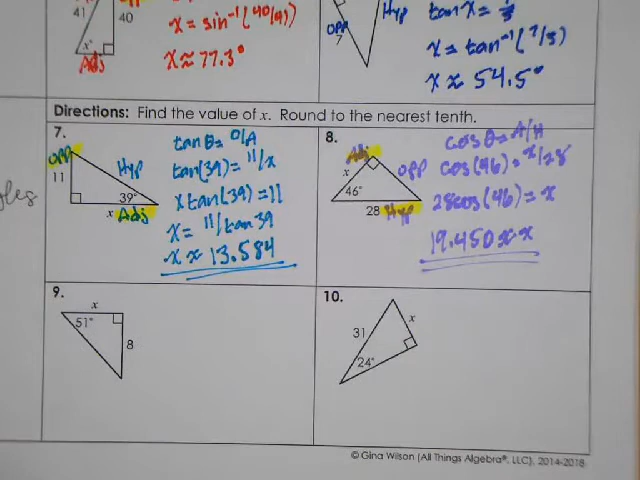 41
40
x°
Adj
x = sin⁻¹(40/41)
x ≈ 77.3°
OPP
7
Hyp
x = tan⁻¹(7/5)
x ≈ 54.5°
Directions: Find the value of x. Round to the nearest tenth.
7.
OPP
11
Hyp
39°
x Adj
tan θ = O/A
tan(39) = 11/x
x tan(39) = 11
x = 11/tan 39
x ≈ 13.584
8.
Adj
x
OPP
46°
28 Hyp
cos θ = A/H
cos(46) = x/28
28cos(46) = x
19.450 ≈ x
9.
x
51°
8
10.
31
x
24°
© Gina Wilson (All Things Algebra®, LLC), 2014-2018